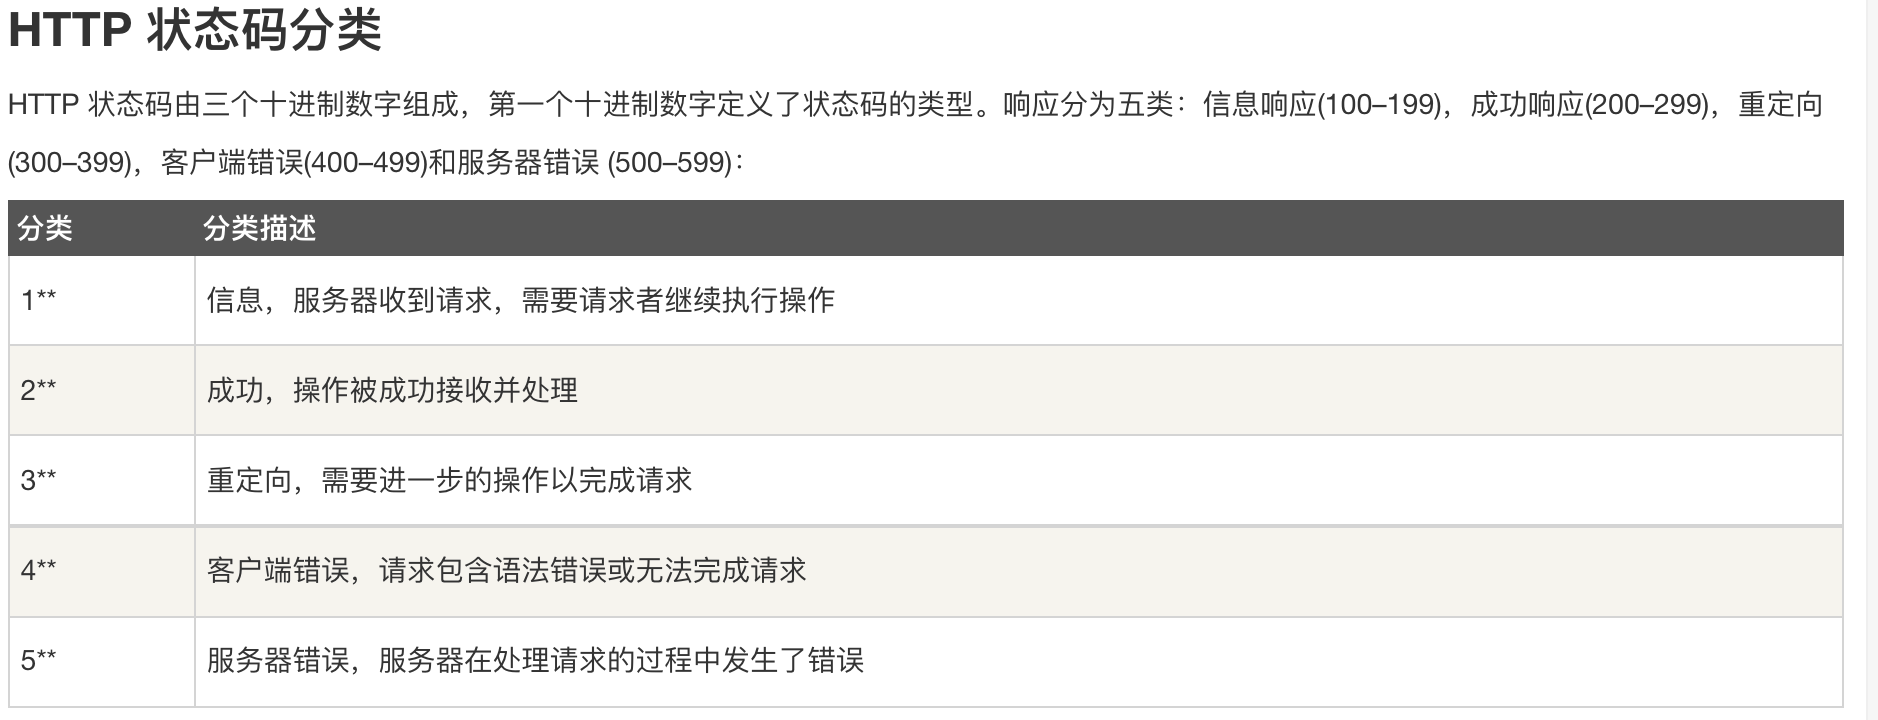 HTTP 状态码分类
HTTP 状态码由三个十进制数字组成，第一个十进制数字定义了状态码的类型。响应分为五类：信息响应(100–199)，成功响应(200–299)，重定向
(300–399)，客户端错误(400–499)和服务器错误 (500–599)：
分类 分类描述
1** 信息，服务器收到请求，需要请求者继续执行操作
2** 成功，操作被成功接收并处理
3** 重定向，需要进一步的操作以完成请求
4** 客户端错误，请求包含语法错误或无法完成请求
5** 服务器错误，服务器在处理请求的过程中发生了错误